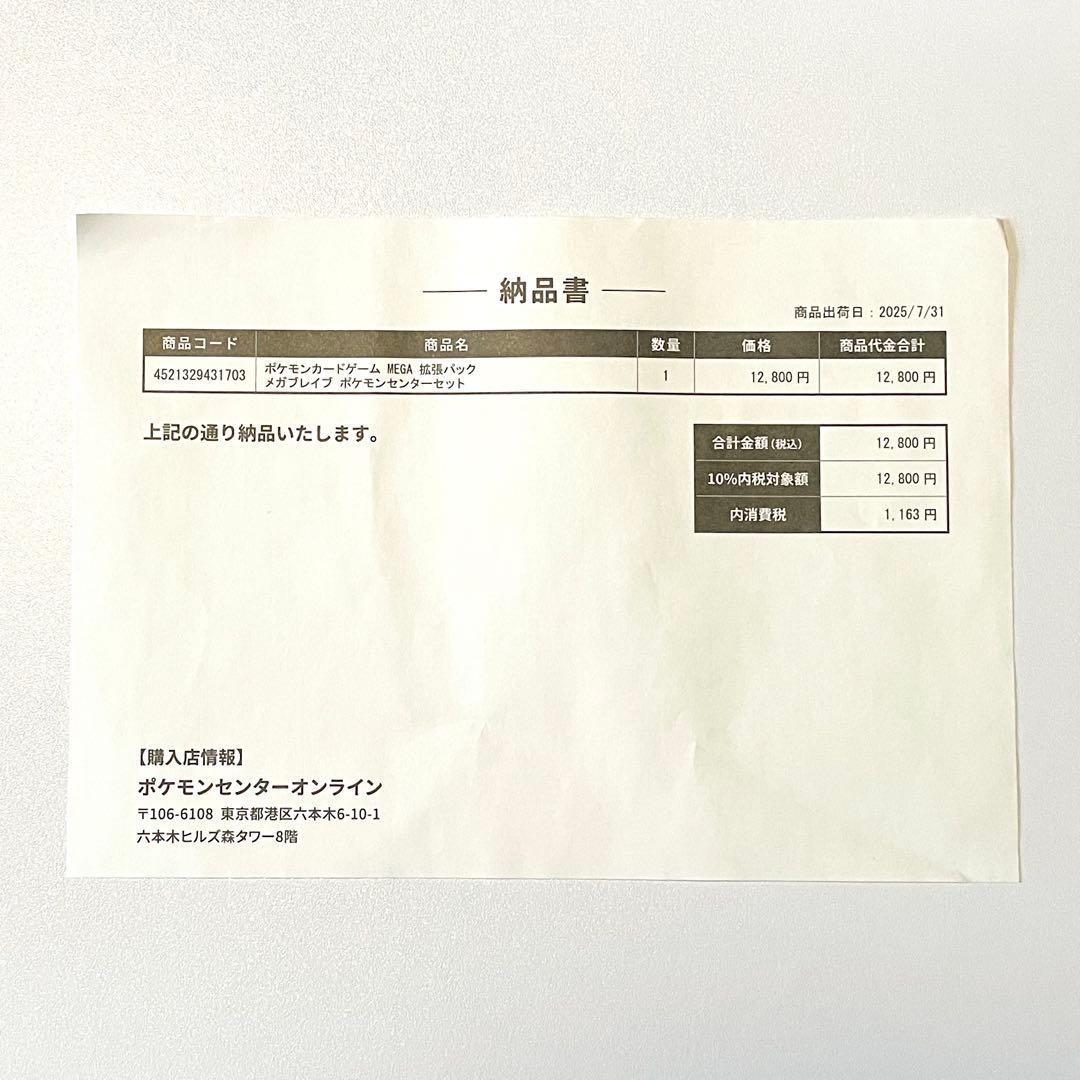 納品書
商品出荷日：2025/7/31
商品コード 商品名 数量 価格 商品代金合計
4521329431703 ポケモンカードゲーム MEGA 拡張パック 1 12,800 円 12,800 円
メガブレイブ ポケモンセンターセット
上記の通り納品いたします。
合計金額(税込) 12,800 円
10%内税対象額 12,800 円
内消費税 1,163 円
【購入店情報】
ポケモンセンターオンライン
〒106-6108 東京都港区六本木6-10-1
六本木ヒルズ森タワー8階